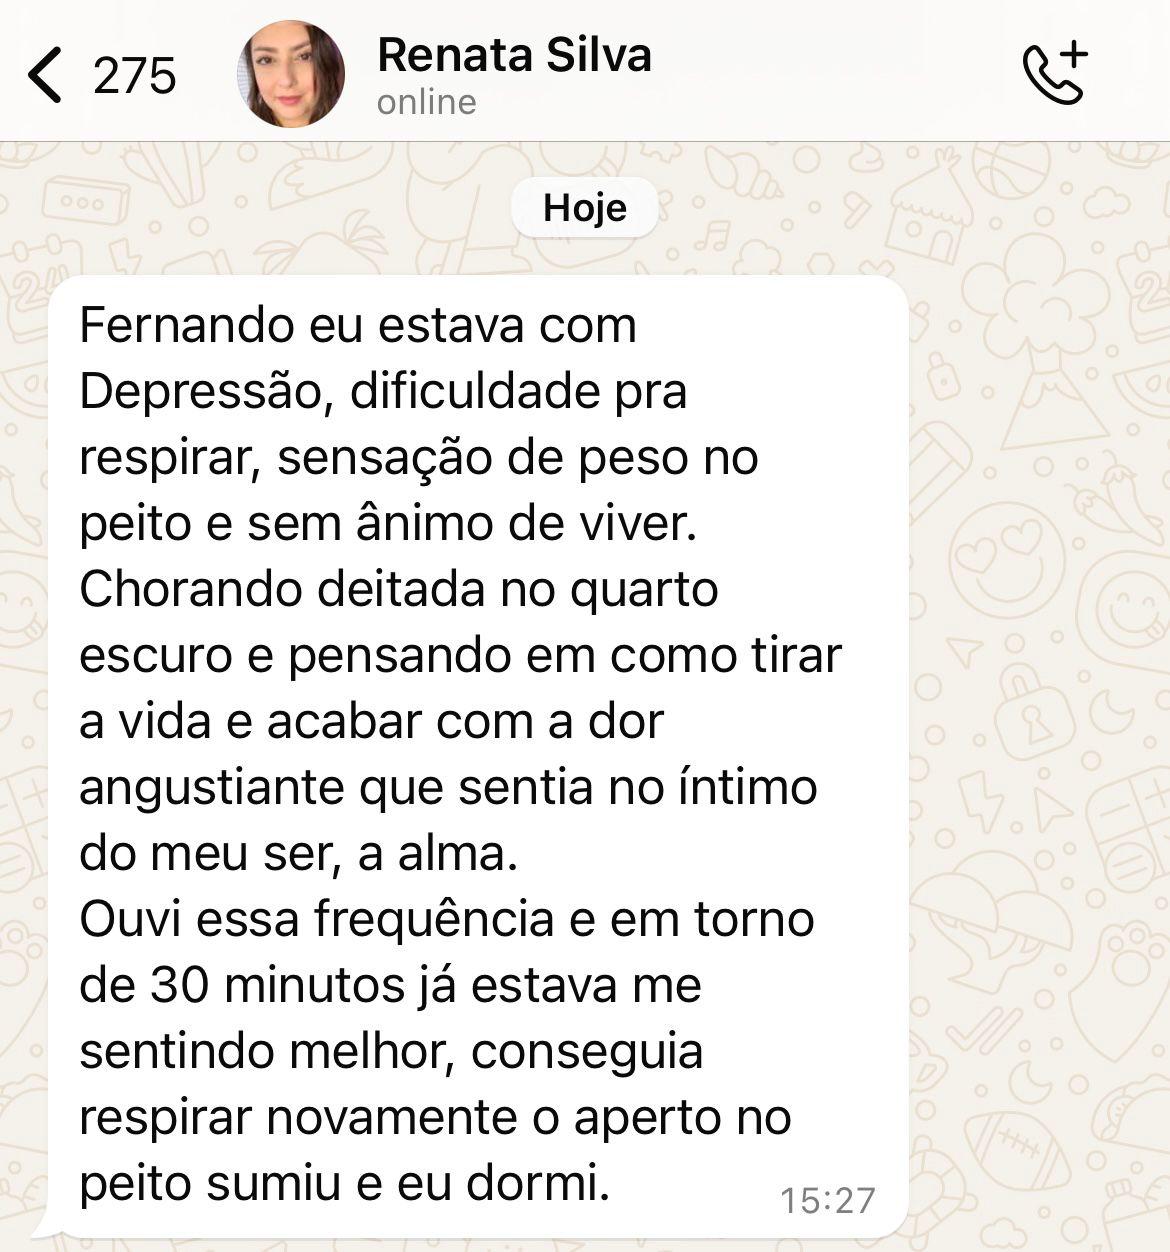 275
Renata Silva
online
Hoje
Fernando eu estava com
Depressão, dificuldade pra
respirar, sensação de peso no
peito e sem ânimo de viver.
Chorando deitada no quarto
escuro e pensando em como tirar
a vida e acabar com a dor
angustiante que sentia no íntimo
do meu ser, a alma.
Ouvi essa frequência e em torno
de 30 minutos já estava me
sentindo melhor, conseguia
respirar novamente o aperto no
peito sumiu e eu dormi.
15:27